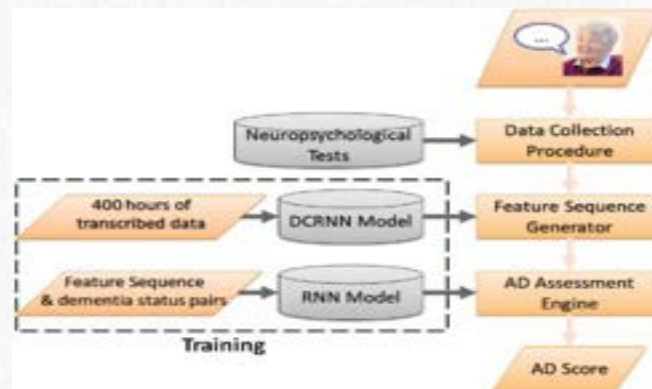 ...
Neuropsychological
Tests
Data Collection
Procedure
400 hours of
transcribed data
DCRNN Model
Feature Sequence
Generator
Feature Sequence
& dementia status pairs
RNN Model
AD Assessment
Engine
Training
AD Score